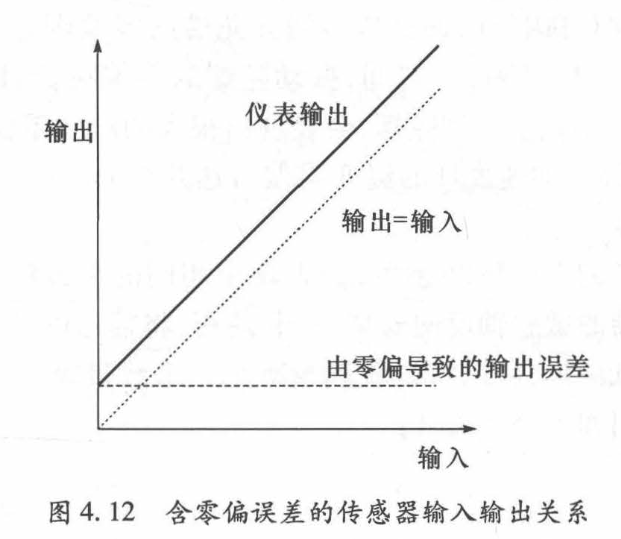 仪表输出
输出
输出=输入
由零偏导致的输出误差
输入
图 4.12 含零偏误差的传感器输入输出关系